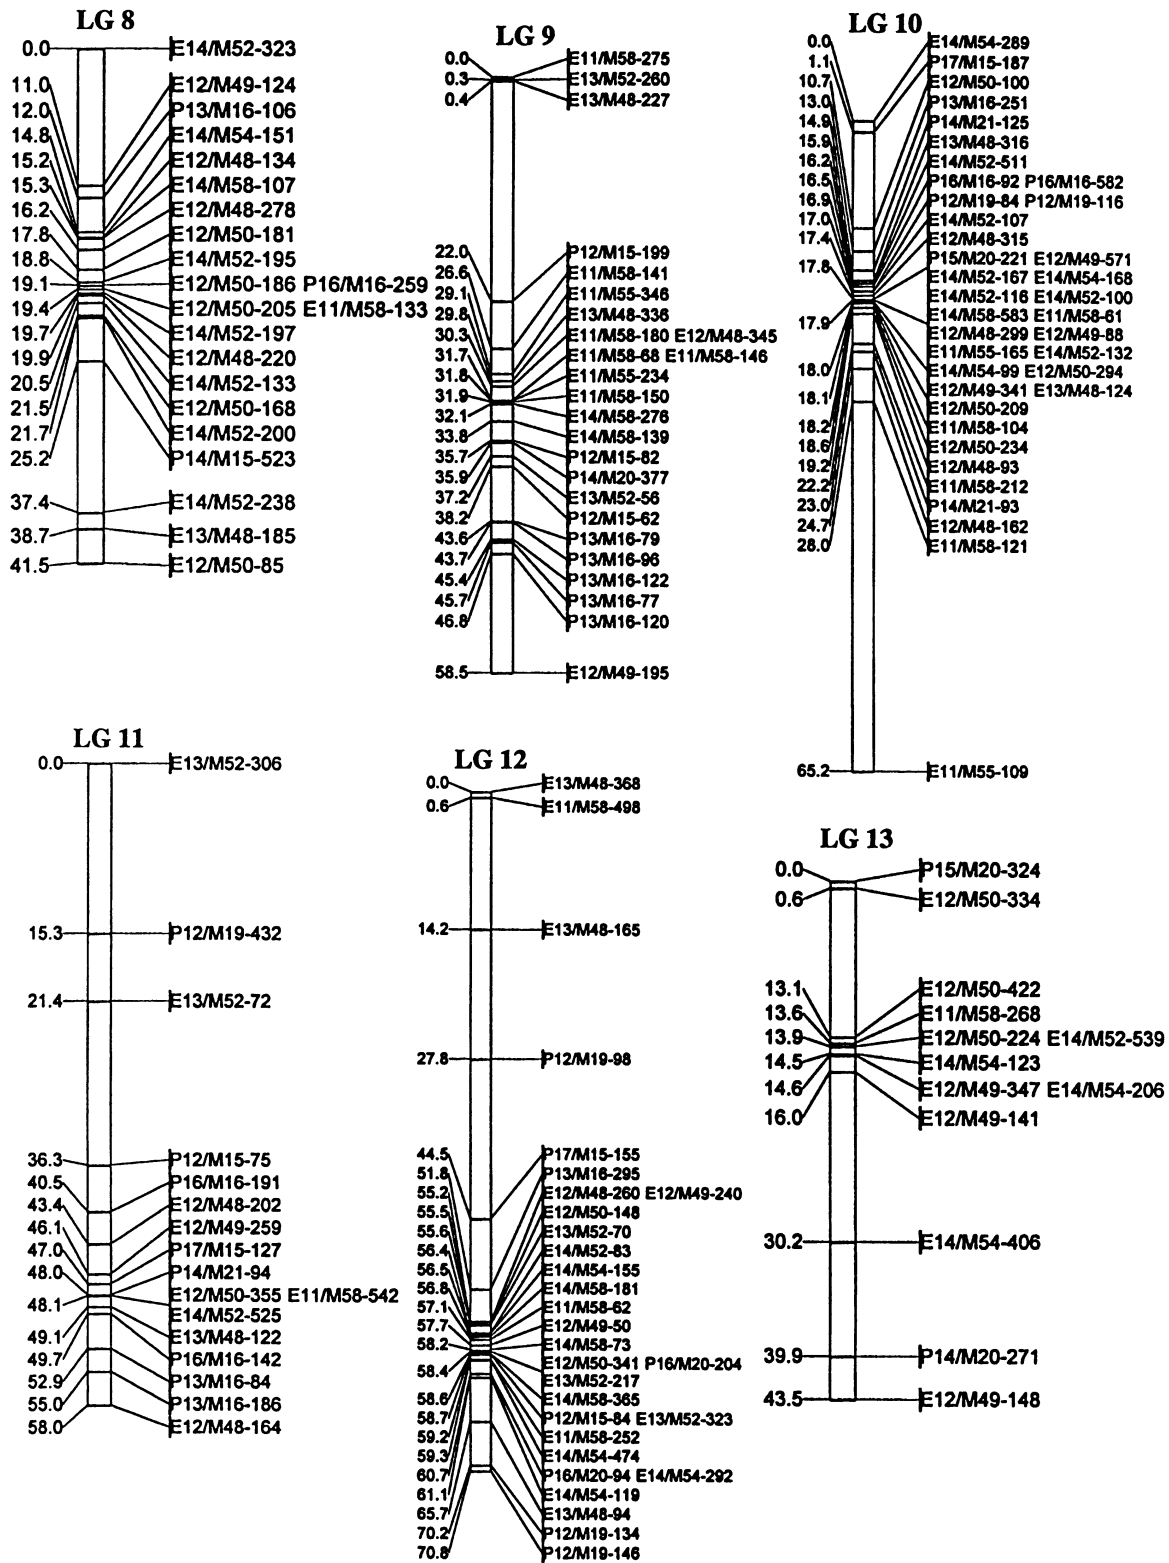 LG 8
0.0 E14/M52-323
11.0 E12/M49-124
12.0 P13/M16-106
14.8 E14/M54-151
15.2 E12/M48-134
15.3 E14/M58-107
16.2 E12/M48-278
17.8 E12/M50-181
18.8 E14/M52-195
19.1 E12/M50-186 P16/M16-259
19.4 E12/M50-205 E11/M58-133
19.7 E14/M52-197
19.9 E12/M48-220
20.5 E14/M52-133
21.5 E12/M50-168
21.7 E14/M52-200
25.2 P14/M15-523
37.4 E14/M52-238
38.7 E13/M48-185
41.5 E12/M50-85
LG 9
0.0 E11/M58-275
0.3 E13/M52-260
0.4 E13/M48-227
22.0 P12/M15-199
26.6 E11/M58-141
29.1 E11/M55-346
29.8 E13/M48-336
30.3 E11/M58-180 E12/M48-345
31.7 E11/M58-68 E11/M58-146
31.8 E11/M55-234
31.9 E11/M58-150
32.1 E14/M58-276
33.8 E14/M58-139
35.7 P12/M15-82
35.9 P14/M20-377
37.2 E13/M52-56
38.2 P12/M15-62
43.6 P13/M16-79
43.7 P13/M16-96
45.4 P13/M16-122
45.7 P13/M16-77
46.8 P13/M16-120
58.5 E12/M49-195
LG 10
0.0 E14/M54-289
1.1 P17/M15-187
10.7 E12/M50-100
13.0 P13/M16-251
14.9 P14/M21-125
15.9 E13/M48-316
16.2 E14/M52-511
16.5 P16/M16-92 P16/M16-582
16.9 P12/M19-84 P12/M19-116
17.0 E14/M52-107
17.4 E12/M48-315
P15/M20-221 E12/M49-571
17.8 E14/M52-167 E14/M54-168
E14/M52-116 E14/M52-100
E14/M58-583 E11/M58-61
17.9 E12/M48-299 E12/M49-88
E11/M55-165 E14/M52-132
18.0 E14/M54-99 E12/M50-294
E12/M49-341 E13/M48-124
18.1 E12/M50-209
18.2 E11/M58-104
18.6 E12/M50-234
19.2 E12/M48-93
22.2 E11/M58-212
23.0 P14/M21-93
24.7 E12/M48-162
28.0 E11/M58-121
65.2 E11/M55-109
LG 11
0.0 E13/M52-306
15.3 P12/M19-432
21.4 E13/M52-72
36.3 P12/M15-75
40.5 P16/M16-191
43.4 E12/M48-202
46.1 E12/M49-259
47.0 P17/M15-127
48.0 P14/M21-94
E12/M50-355 E11/M58-542
48.1 E14/M52-525
49.1 E13/M48-122
49.7 P16/M16-142
52.9 P13/M16-84
55.0 P13/M16-186
58.0 E12/M48-164
LG 12
0.0 E13/M48-368
0.6 E11/M58-498
14.2 E13/M48-165
27.8 P12/M19-98
44.5 P17/M15-155
51.8 P13/M16-295
55.2 E12/M48-260 E12/M49-240
55.5 E12/M50-148
55.6 E13/M52-70
56.4 E14/M52-83
56.5 E14/M54-155
56.8 E14/M58-181
57.1 E11/M58-62
57.7 E12/M49-50
58.2 E14/M58-73
58.4 E12/M50-341 P16/M20-204
E13/M52-217
58.6 E14/M58-365
58.7 P12/M15-84 E13/M52-323
59.2 E11/M58-252
59.3 E14/M54-474
60.7 P16/M20-94 E14/M54-292
61.1 E14/M54-119
65.7 E13/M48-94
70.2 P12/M19-134
70.8 P12/M19-146
LG 13
0.0 P15/M20-324
0.6 E12/M50-334
13.1 E12/M50-422
13.6 E11/M58-268
13.9 E12/M50-224 E14/M52-539
14.5 E14/M54-123
14.6 E12/M49-347 E14/M54-206
16.0 E12/M49-141
30.2 E14/M54-406
39.9 P14/M20-271
43.5 E12/M49-148